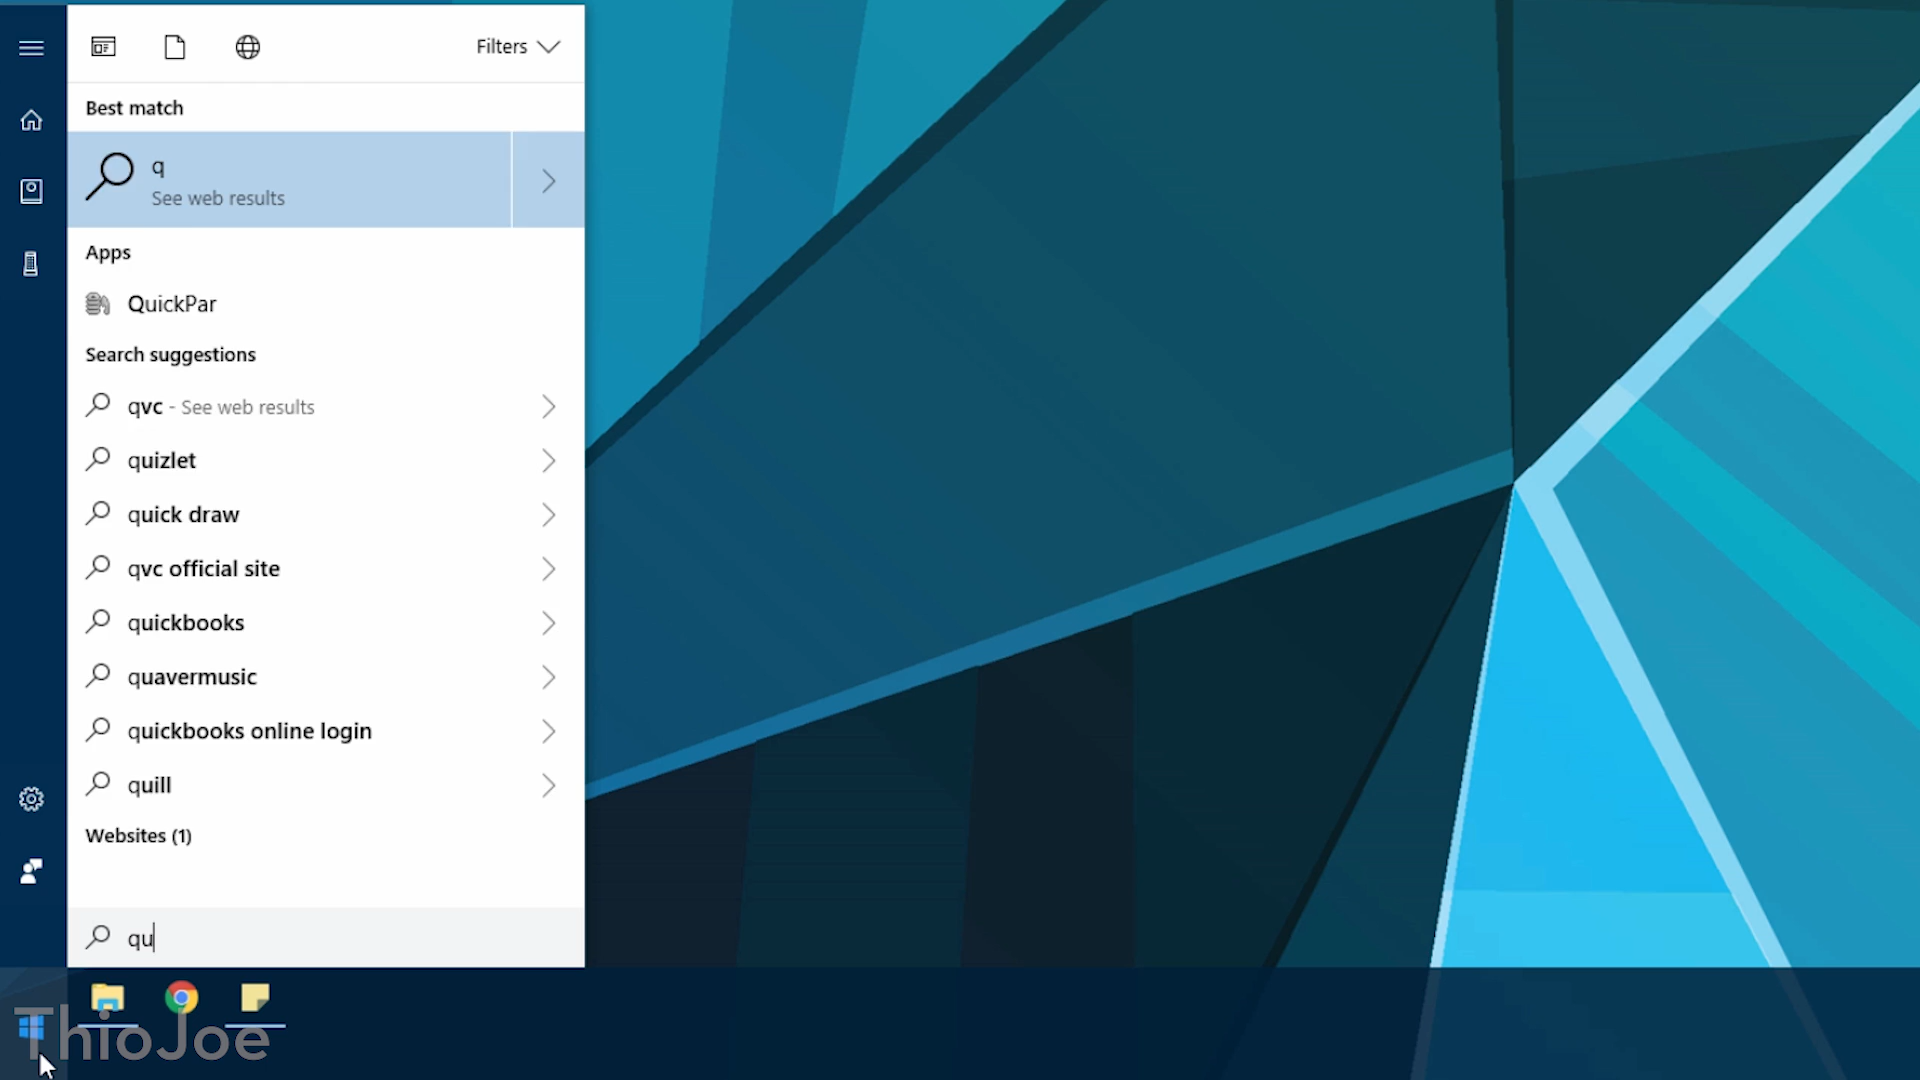 Filters
Best match
q
See web results
Apps
QuickPar
Search suggestions
qvc - See web results
quizlet
quick draw
qvc official site
quickbooks
quavermusic
quickbooks online login
quill
Websites (1)
qu
ThioJoe